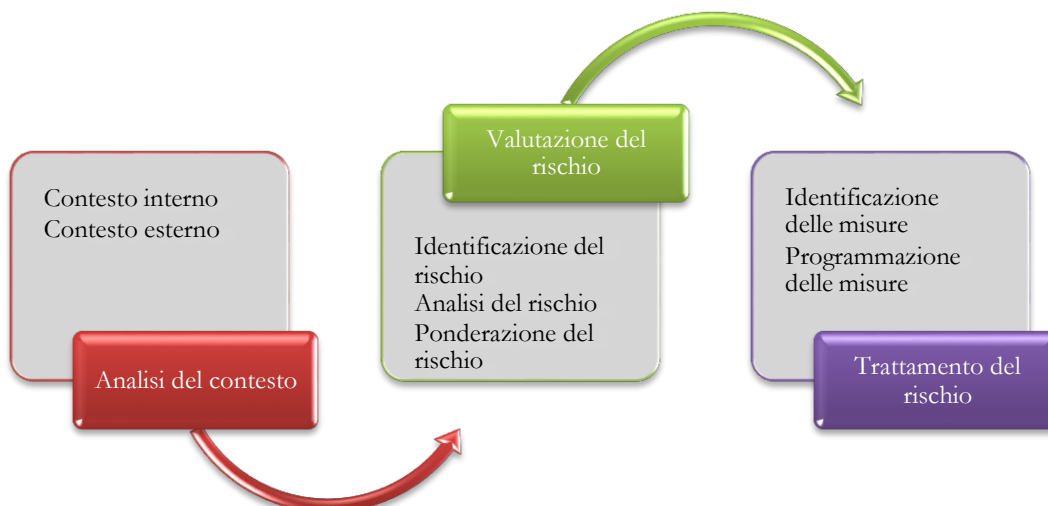 Contesto interno
Contesto esterno
Analisi del contesto
Valutazione del
rischio
Identificazione del
rischio
Analisi del rischio
Ponderazione del
rischio
Identificazione
delle misure
Programmazione
delle misure
Trattamento del
rischio